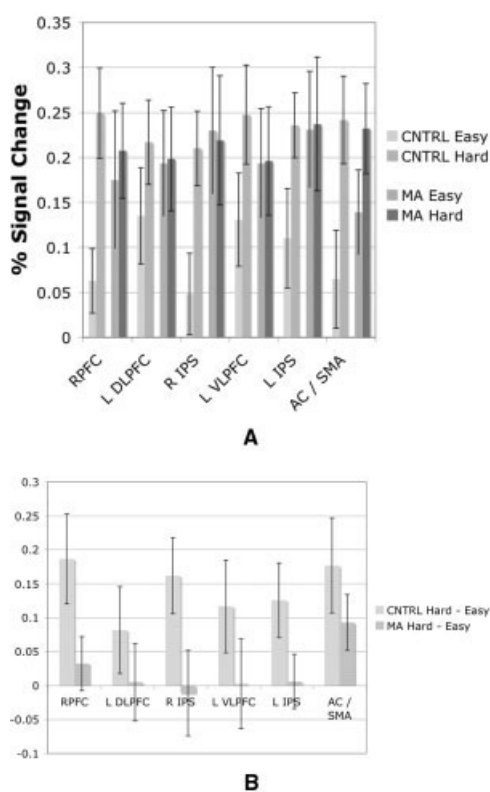 0.35
0.3
0.25
0.2
0.15
0.1
0.05
0
% Signal Change
RPFC
L DLPFC
R IPS
L VLPFC
L IPS
AC / SMA
CNTRL Easy
CNTRL Hard
MA Easy
MA Hard
A
0.3
0.25
0.2
0.15
0.1
0.05
0
-0.05
-0.1
RPFC
L DLPFC
R IPS
L VLPFC
L IPS
AC /
SMA
CNTRL Hard - Easy
MA Hard - Easy
B